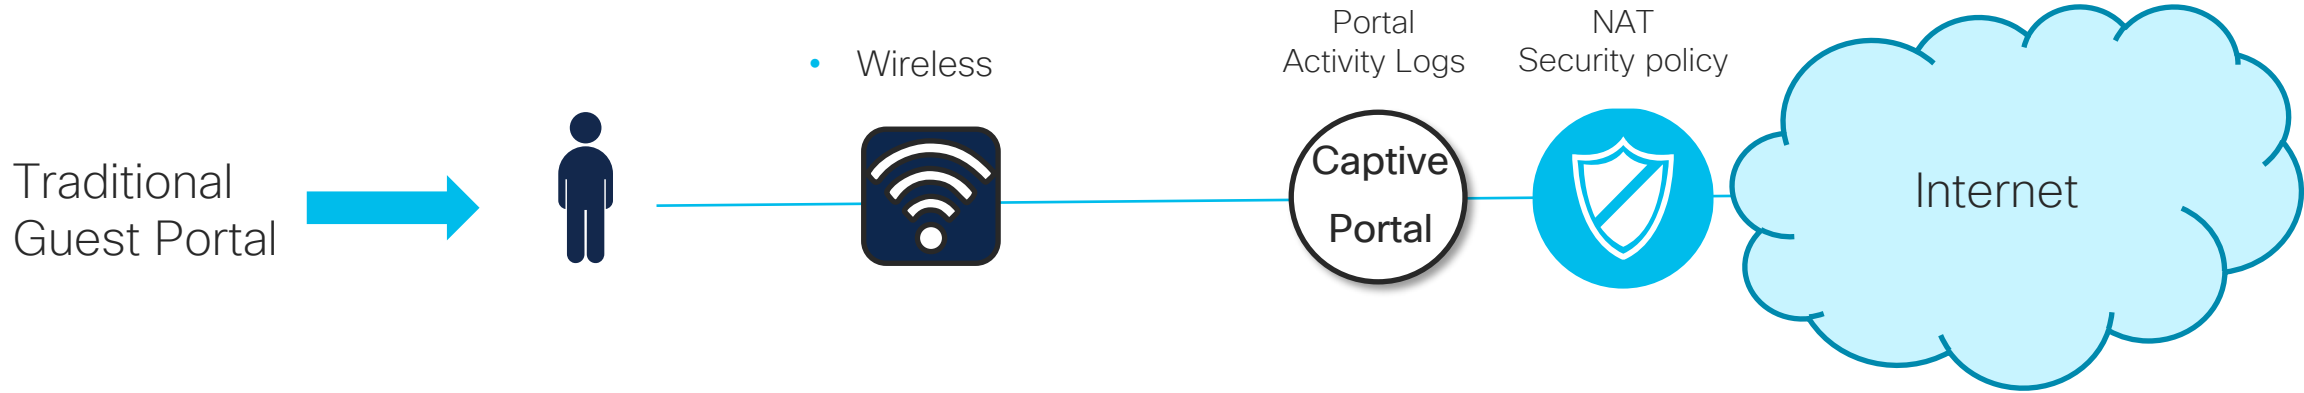 Traditional
Guest Portal
• Wireless
Portal
Activity Logs
Captive
Portal
NAT
Security policy
Internet